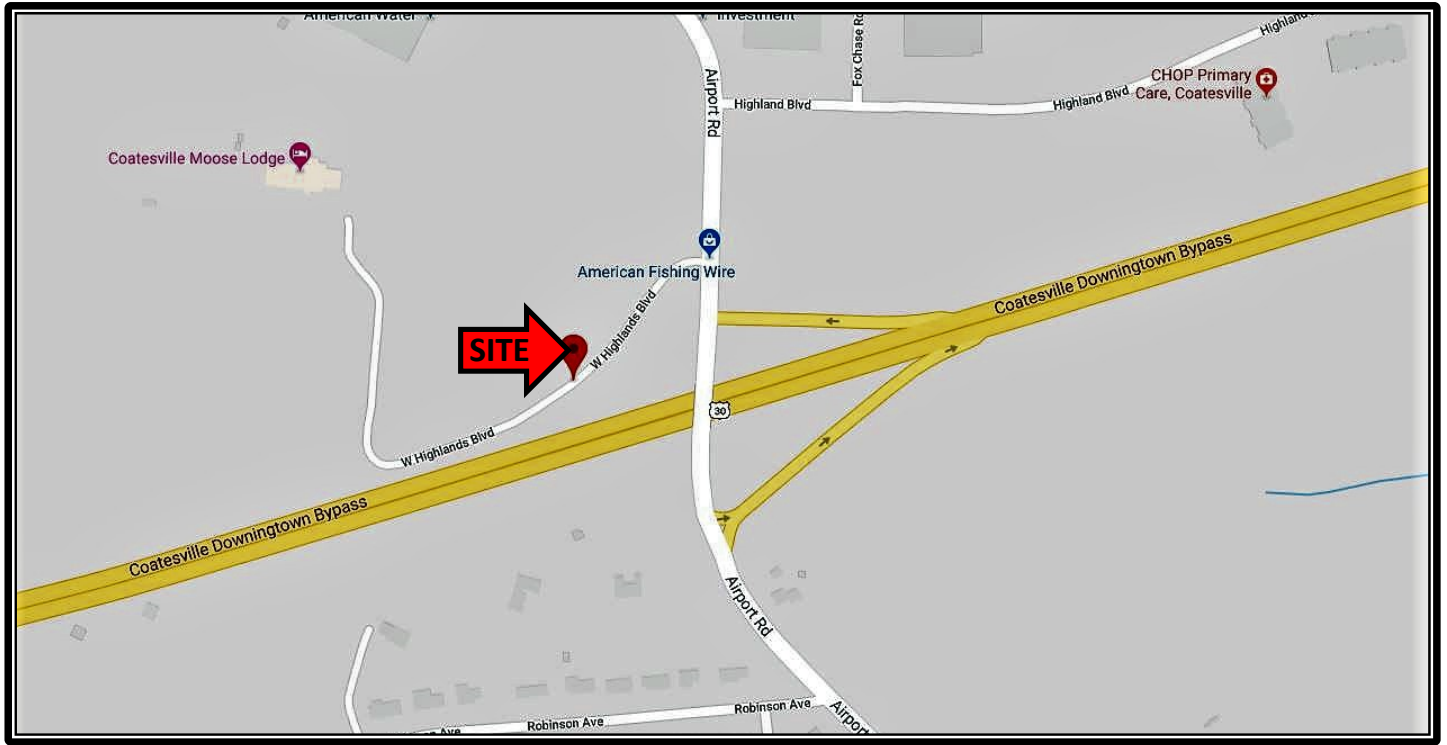 American Water
Investment
Highland
Fox Chase Rd
Airport Rd
Highland Blvd
Highland Blvd
CHOP Primary
Care, Coatesville
Coatesville Moose Lodge
American Fishing Wire
Coatesville Downingtown Bypass
SITE
W Highlands Blvd
30
W Highlands Blvd
Coatesville Downingtown Bypass
Airport Rd
Robinson Ave
Robinson Ave
Airport
Ave